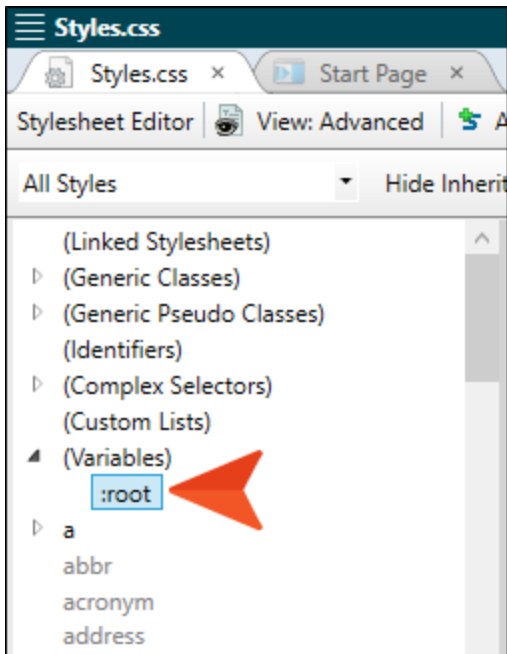 Styles.css
Styles.css × Start Page ×
Stylesheet Editor View: Advanced A
All Styles Hide Inherit
(Linked Stylesheets)
(Generic Classes)
(Generic Pseudo Classes)
(Identifiers)
(Complex Selectors)
(Custom Lists)
(Variables)
:root
a
abbr
acronym
address